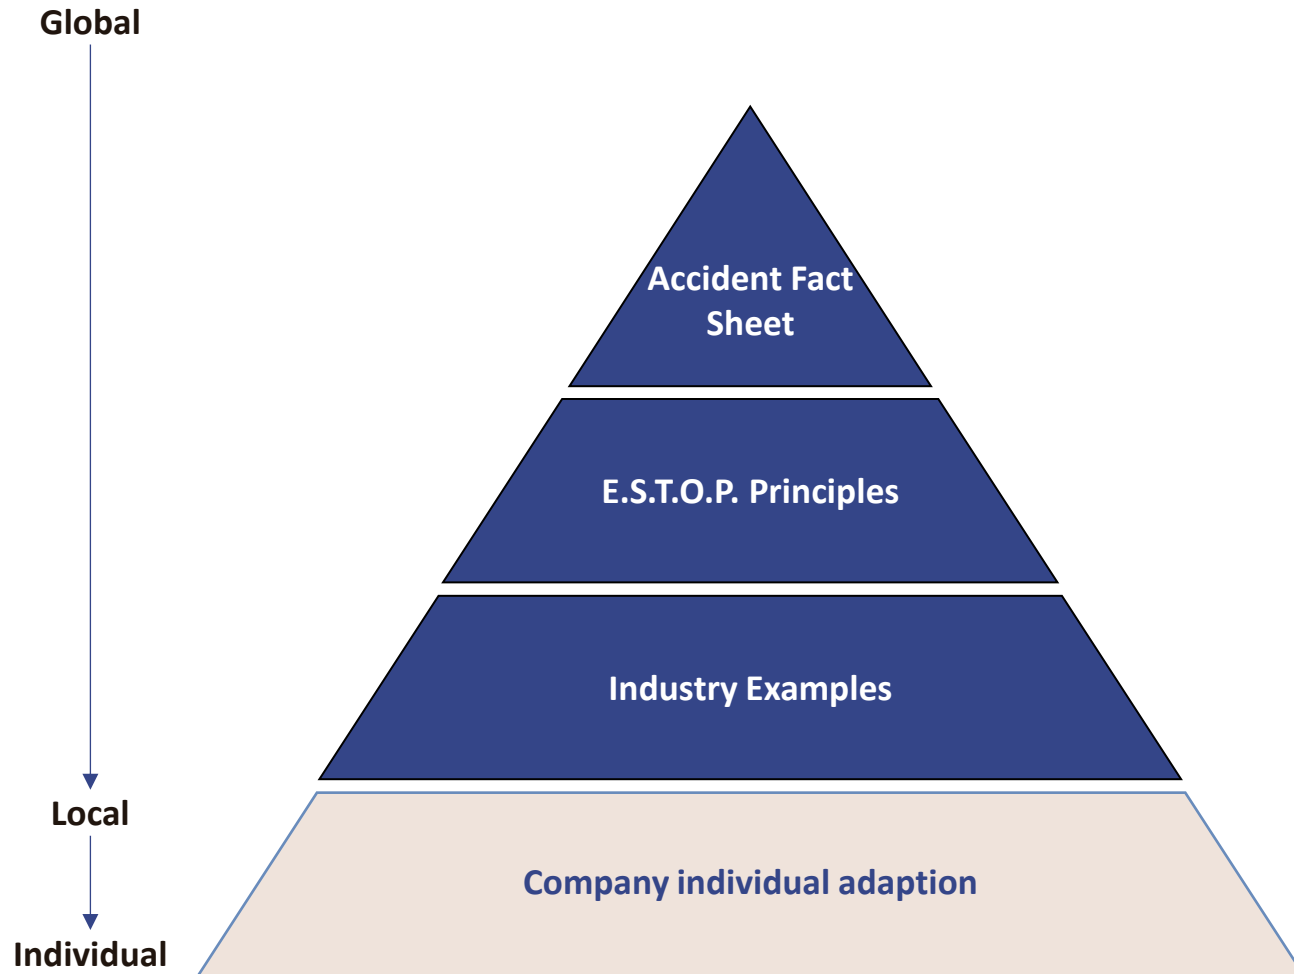 Global
Accident Fact
Sheet
E.S.T.O.P. Principles
Industry Examples
Local
Company individual adaption
Individual